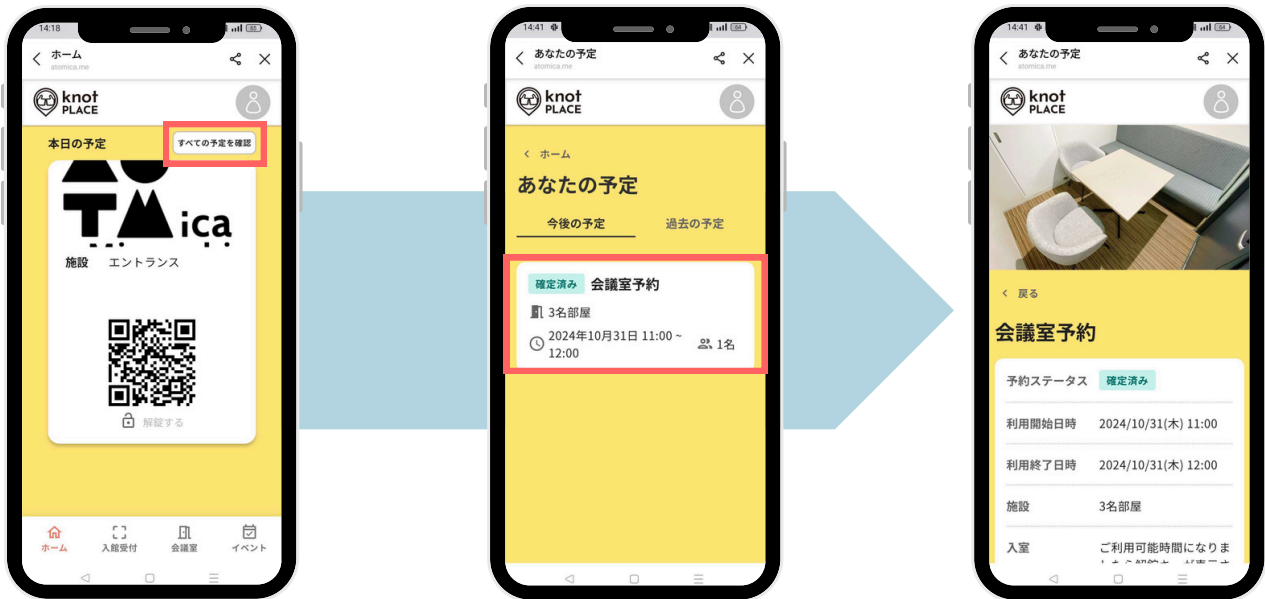 14:18
65
ホーム
atomica.me
knot
PLACE
本日の予定
すべての予定を確認
ica
施設 エントランス
解錠する
ホーム
入館受付
会議室
イベント
14:41
64
あなたの予定
atomica.me
knot
PLACE
ホーム
あなたの予定
今後の予定
過去の予定
確定済み 会議室予約
3名部屋
2024年10月31日 11:00 ~
12:00
1名
14:41
64
あなたの予定
atomica.me
knot
PLACE
戻る
会議室予約
予約ステータス 確定済み
利用開始日時 2024/10/31(木) 11:00
利用終了日時 2024/10/31(木) 12:00
施設 3名部屋
入室 ご利用可能時間になりま